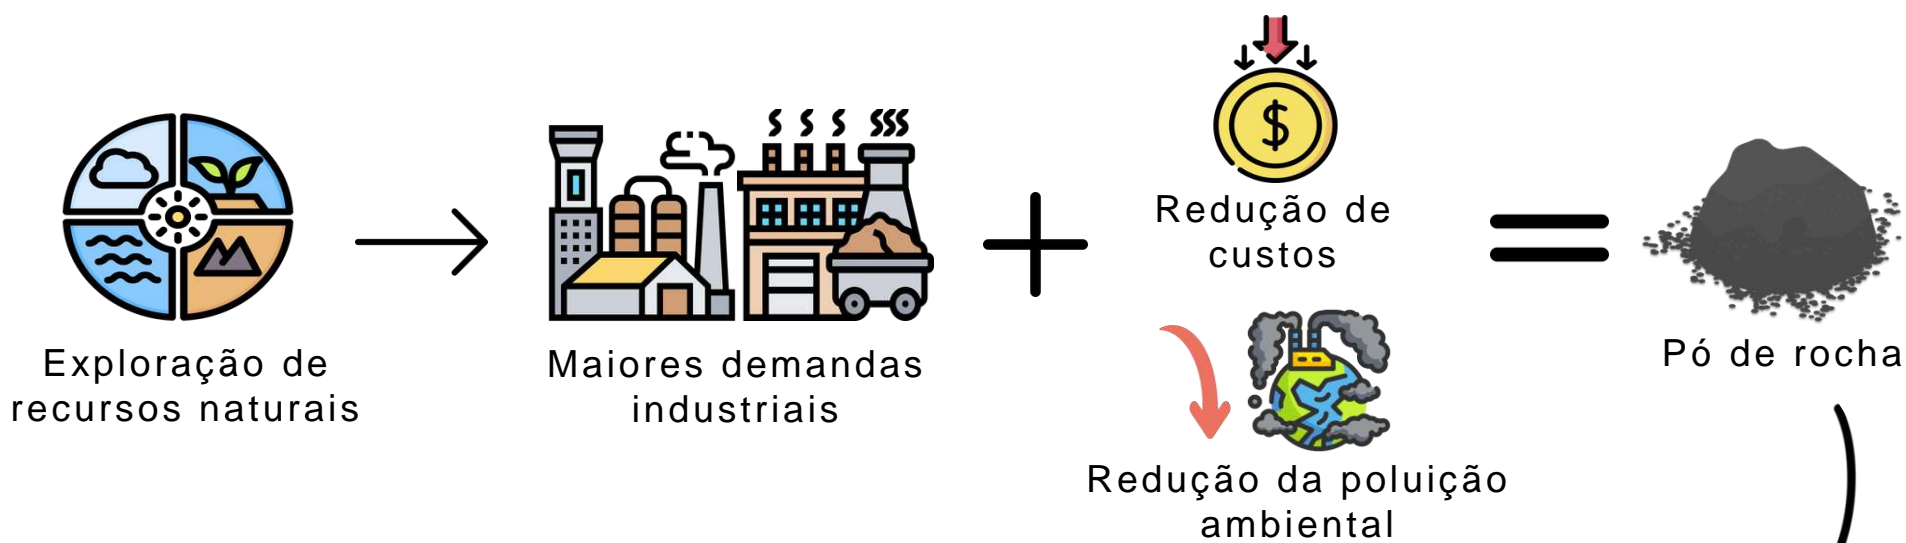 Exploração de
recursos naturais
Maiores demandas
industriais
$
Redução de
custos
Redução da poluição
ambiental
Pó de rocha